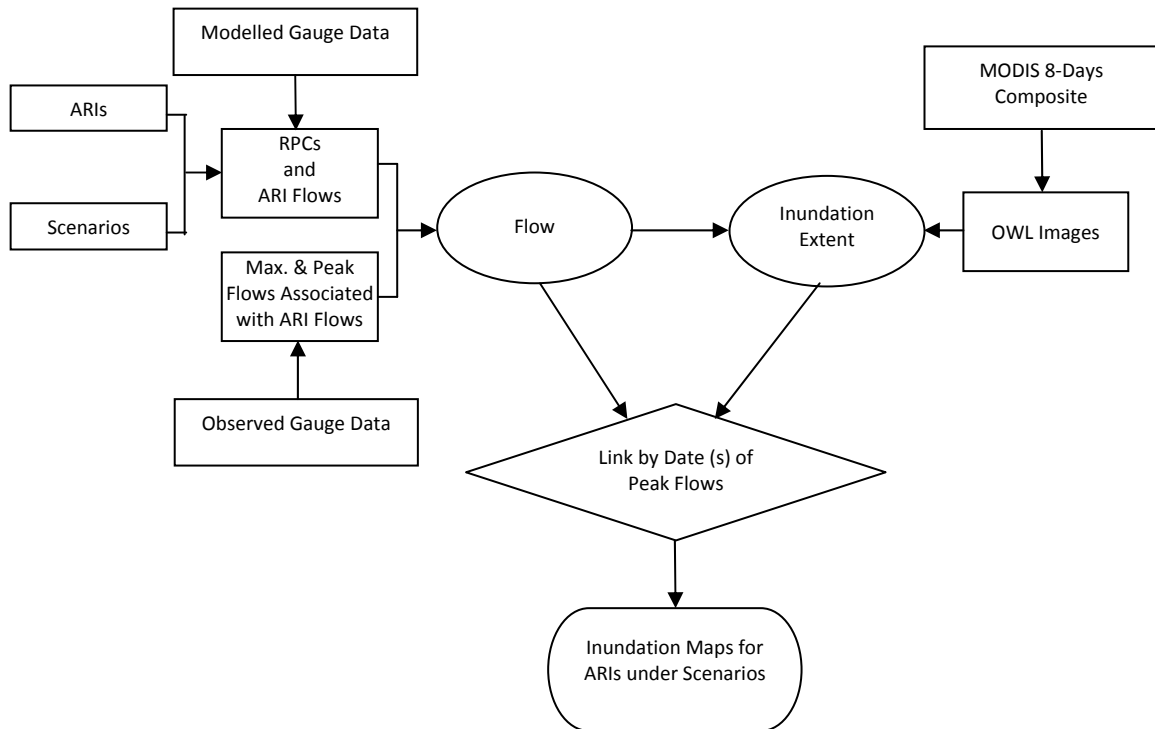 Modelled Gauge Data
MODIS 8-Days
Composite
ARIs
RPCs
and
ARI Flows
Scenarios
Flow
Inundation
Extent
OWL Images
Max. & Peak
Flows Associated
with ARI Flows
Observed Gauge Data
Link by Date (s) of
Peak Flows
Inundation Maps for
ARIs under Scenarios